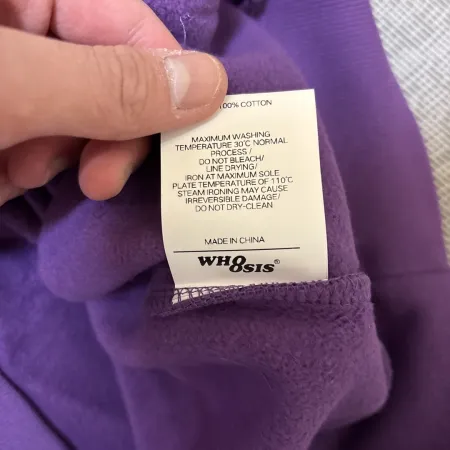 100% COTTON
MAXIMUM WASHING
TEMPERATURE 30°C NORMAL
PROCESS /
DO NOT BLEACH/
LINE DRYING/
IRON AT MAXIMUM SOLE
PLATE TEMPERATURE OF 110°C
STEAM IRONING MAY CAUSE
IRREVERSIBLE DAMAGE/
DO NOT DRY-CLEAN
MADE IN CHINA
WHOOSIS®